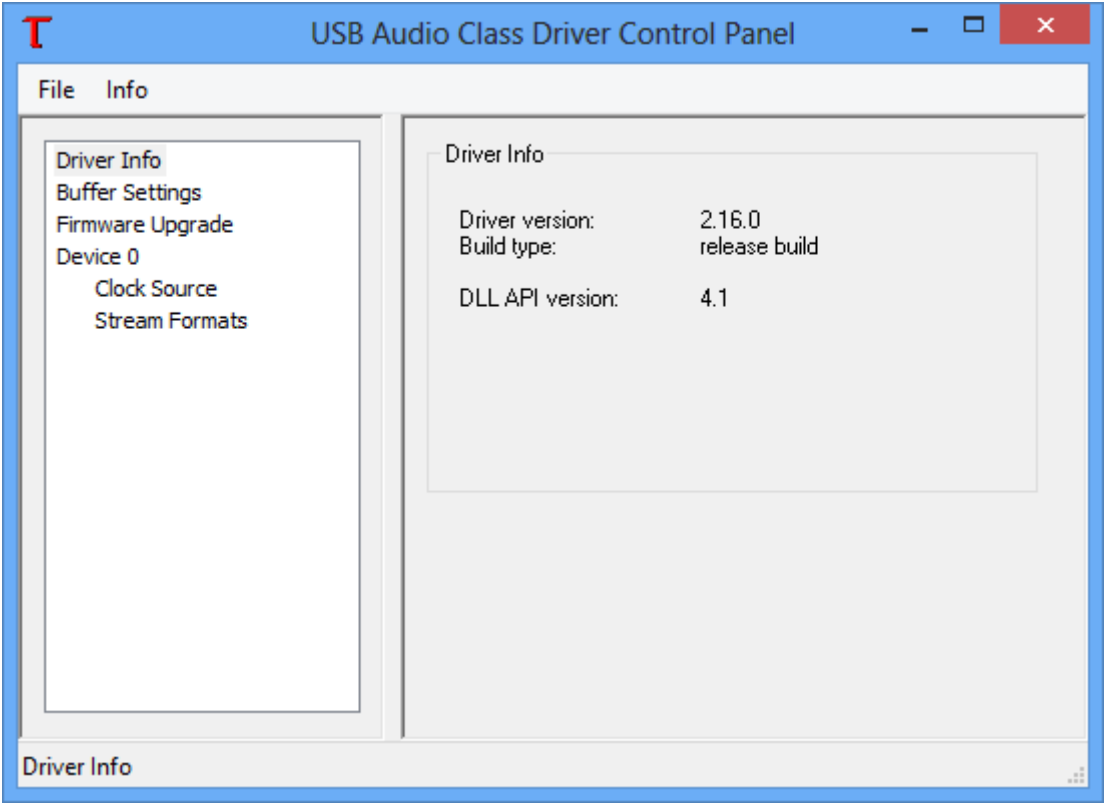 USB Audio Class Driver Control Panel
File Info
Driver Info
Buffer Settings
Firmware Upgrade
Device 0
Clock Source
Stream Formats
Driver Info
Driver version: 2.16.0
Build type: release build
DLL API version: 4.1
Driver Info